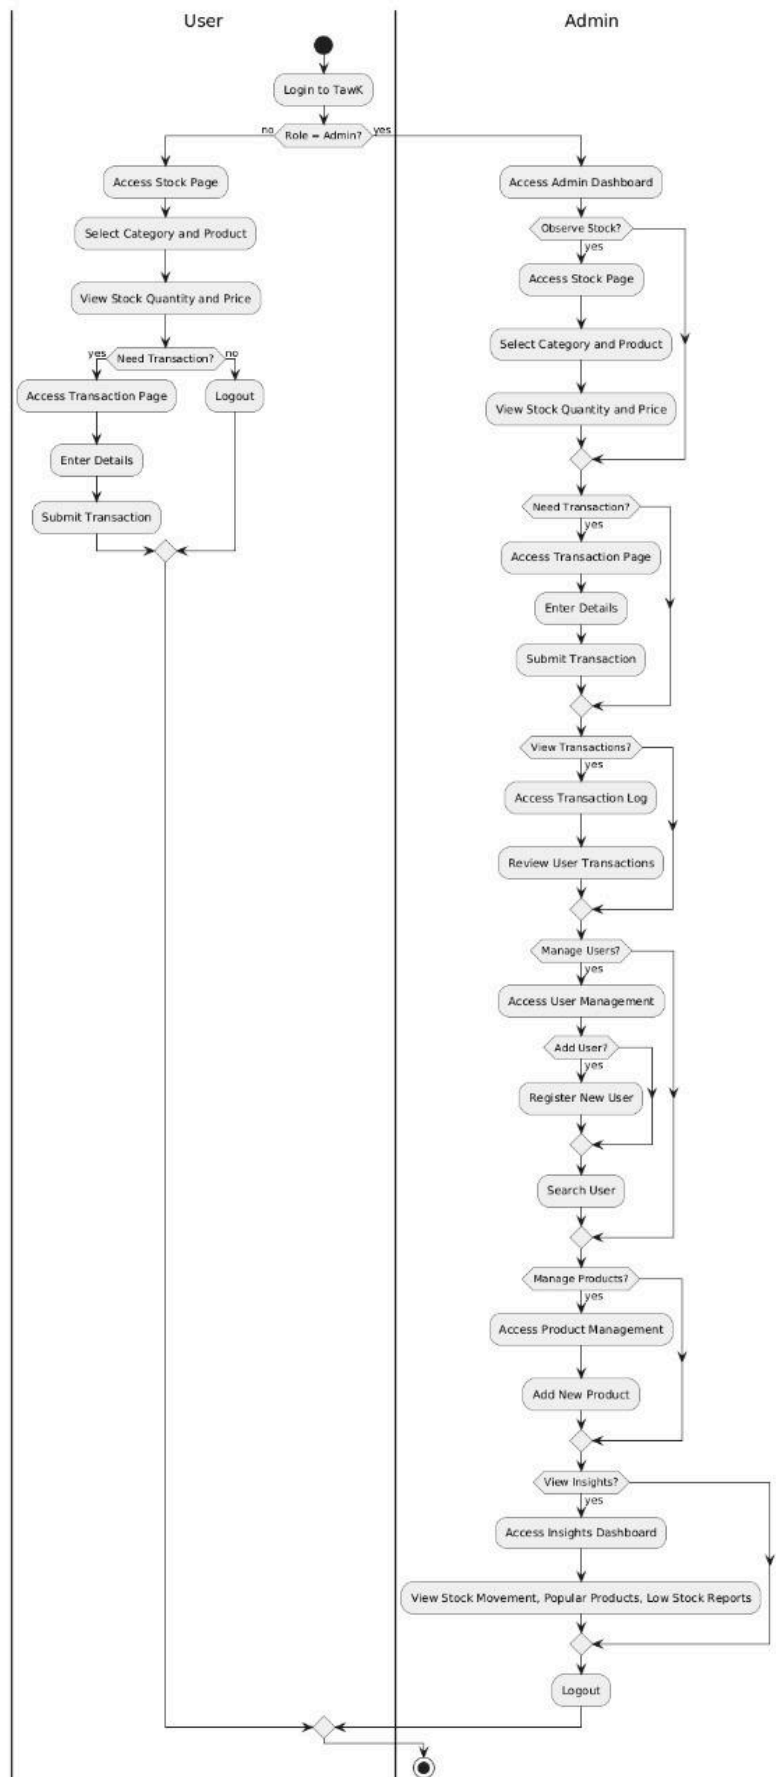 User
Admin
Login to TawK
no
Role = Admin?
yes
Access Stock Page
Select Category and Product
View Stock Quantity and Price
yes
Need Transaction?
no
Access Transaction Page
Logout
Enter Details
Submit Transaction
Access Admin Dashboard
Observe Stock?
yes
Access Stock Page
Select Category and Product
View Stock Quantity and Price
Need Transaction?
yes
Access Transaction Page
Enter Details
Submit Transaction
View Transactions?
yes
Access Transaction Log
Review User Transactions
Manage Users?
yes
Access User Management
Add User?
yes
Register New User
Search User
Manage Products?
yes
Access Product Management
Add New Product
View Insights?
yes
Access Insights Dashboard
View Stock Movement, Popular Products, Low Stock Reports
Logout